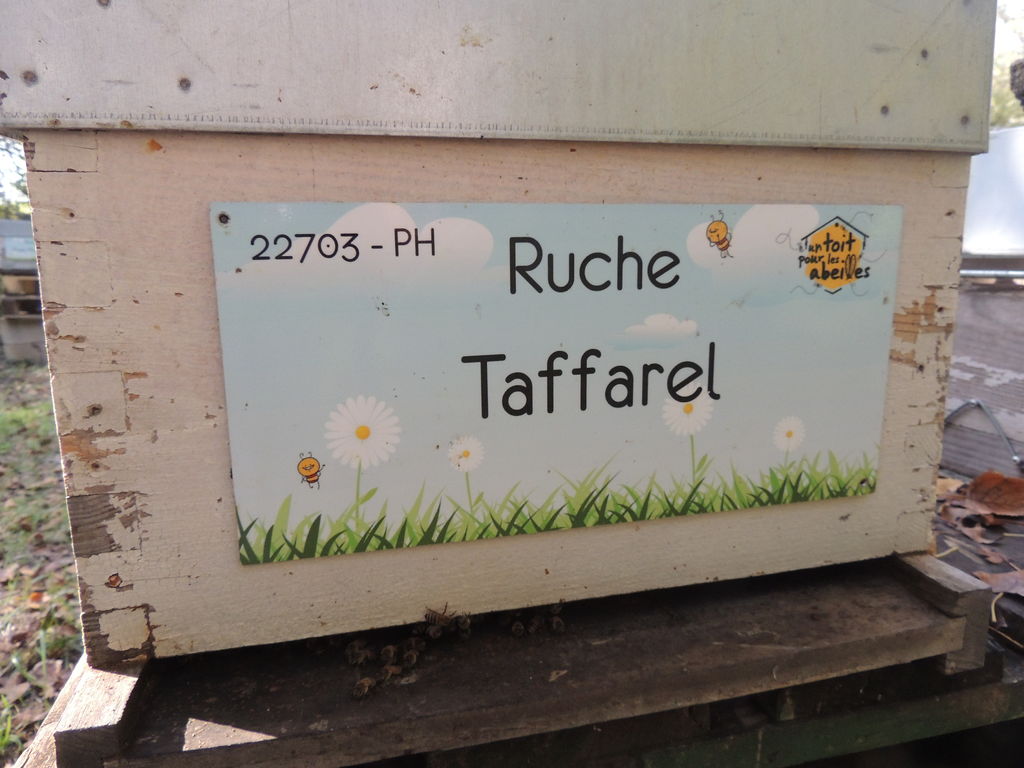 22703 - PH
Ruche
Taffarel
un toit
pour les
abeilles